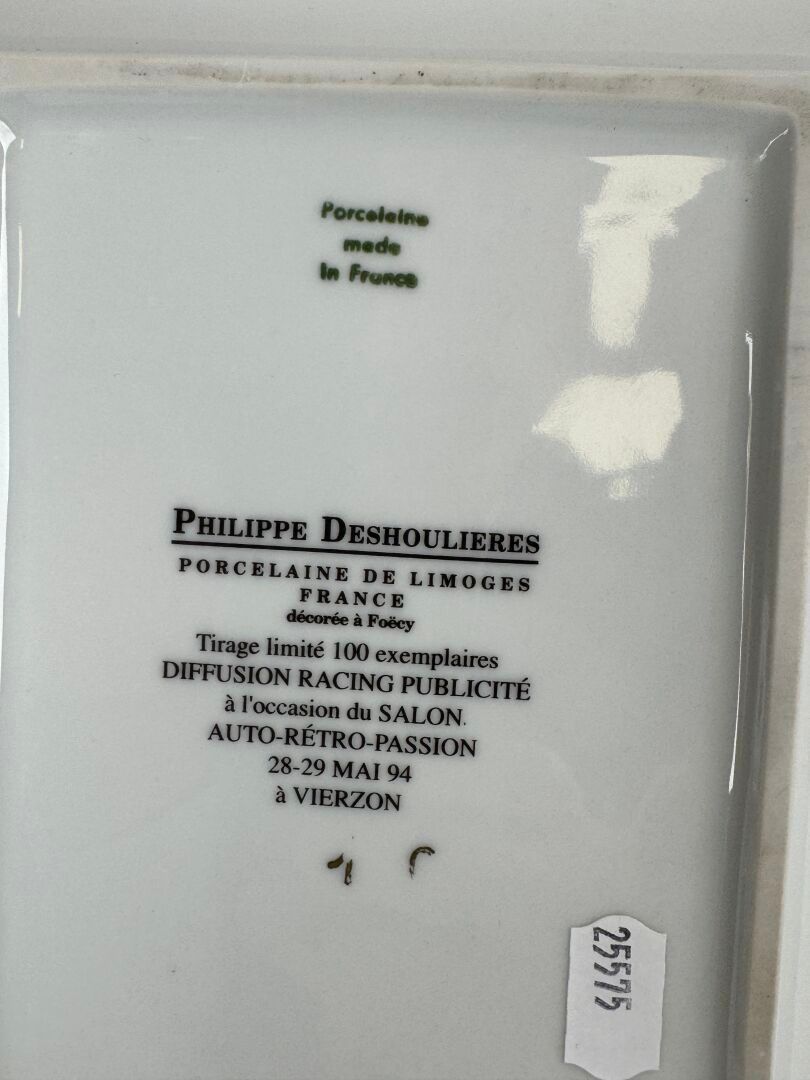 Porcelaine
made
In France
PHILIPPE DESHOULIERES
PORCELAINE DE LIMOGES
FRANCE
décorée à Foëcy
Tirage limité 100 exemplaires
DIFFUSION RACING PUBLICITÉ
à l'occasion du SALON.
AUTO-RÉTRO-PASSION
28-29 MAI 94
à VIERZON
25575